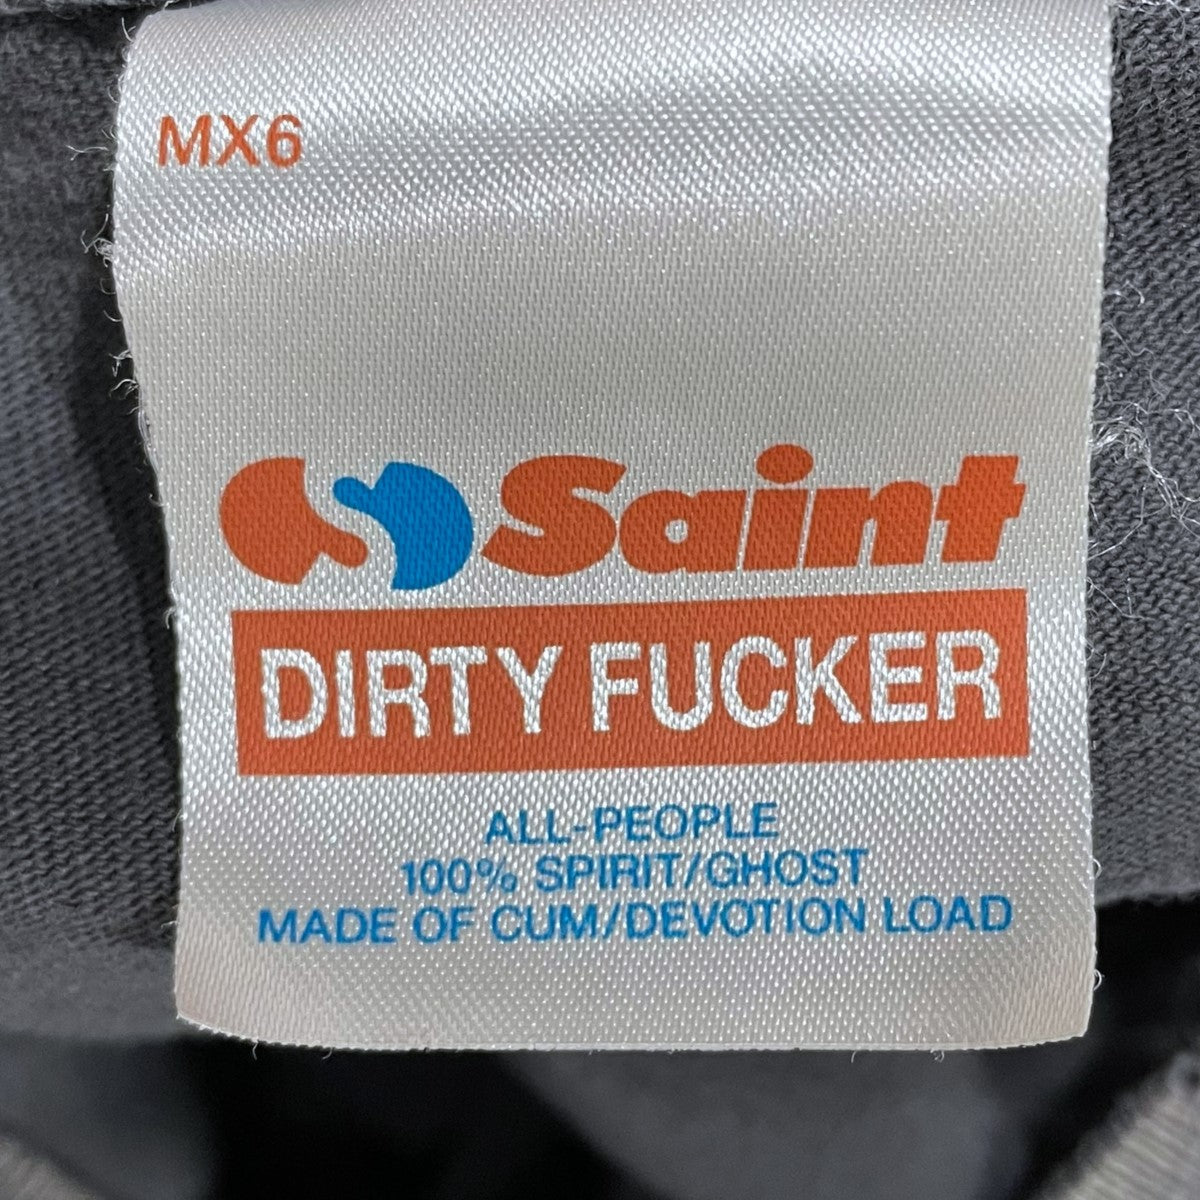 MX6
Saint
DIRTY FUCKER
ALL-PEOPLE
100% SPIRIT/GHOST
MADE OF CUM/DEVOTION LOAD